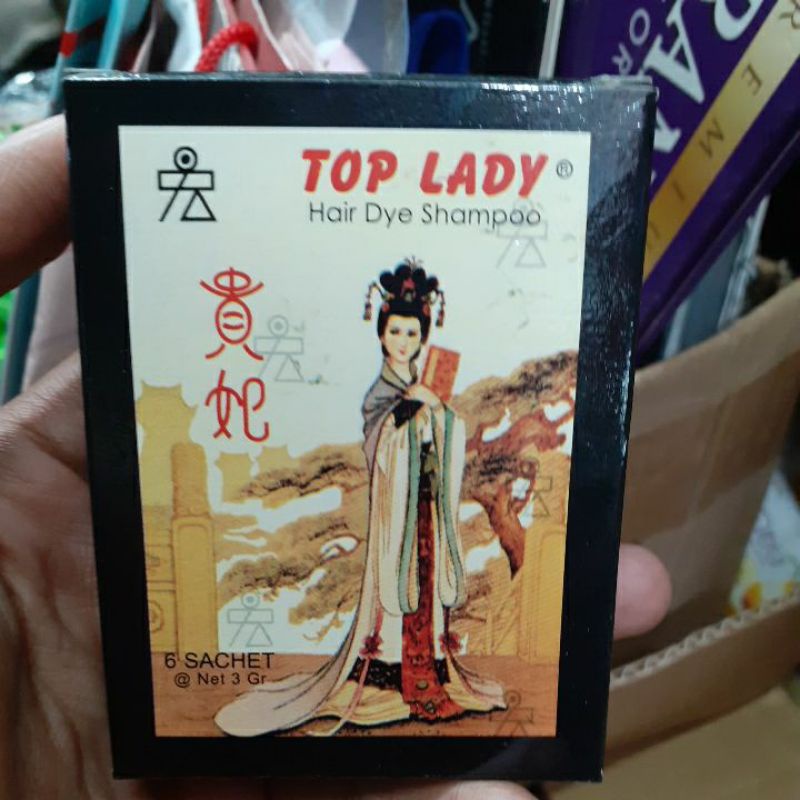 TOP LADY®
Hair Dye Shampoo
貴
妃
6 SACHET
@ Net 3 Gr